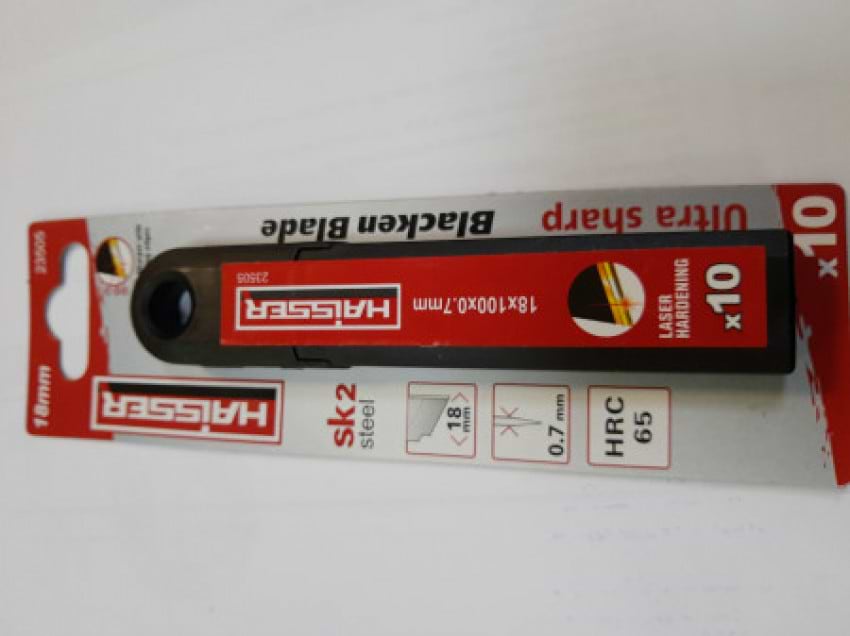 23505
18mm
Ultra sharp
Blacken Blade
HAISSER
23505
18x100x0.7mm
LASER
HARDENING
x10
HAISSER
sk2
steel
18
mm
0.7 mm
HRC
65
x10